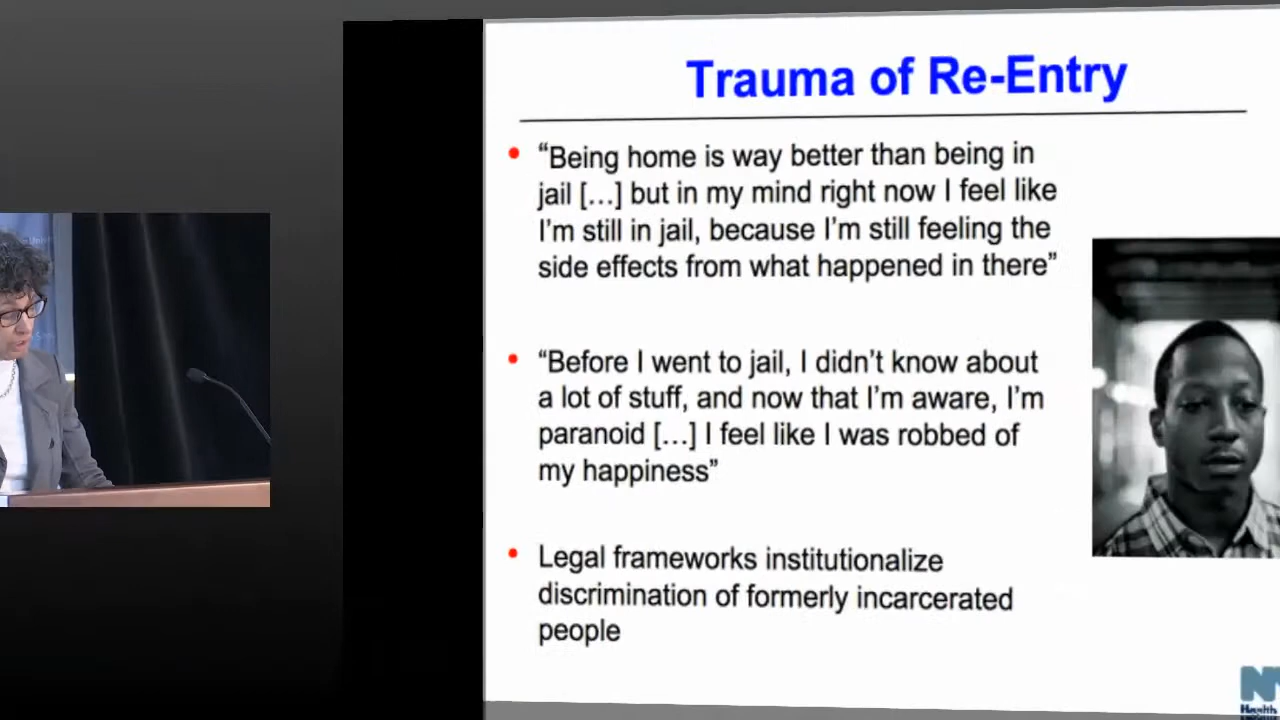 Trauma of Re-Entry
“Being home is way better than being in
jail […] but in my mind right now I feel like
I’m still in jail, because I’m still feeling the
side effects from what happened in there”
“Before I went to jail, I didn’t know about
a lot of stuff, and now that I’m aware, I’m
paranoid […] I feel like I was robbed of
my happiness”
Legal frameworks institutionalize
discrimination of formerly incarcerated
people
Health